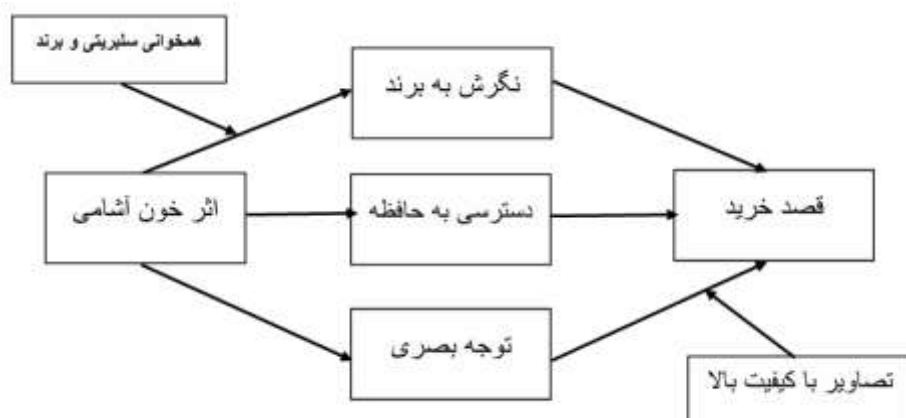 همخوانی سلبریتی و برند
نگرش به برند
اثر خون آشامی
دسترسی به حافظه
قصد خرید
توجه بصری
تصاویر با کیفیت بالا